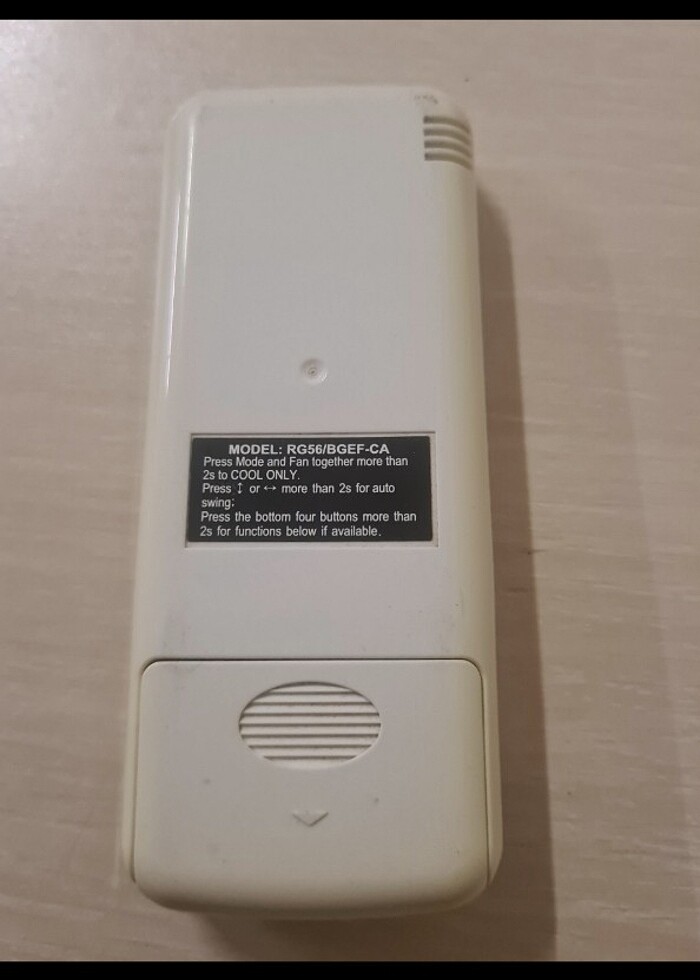 MODEL: RG56/BGEF-CA
Press Mode and Fan together more than
2s to COOL ONLY.
Press ↕ or ↔ more than 2s for auto
swing;
Press the bottom four buttons more than
2s for functions below if available.